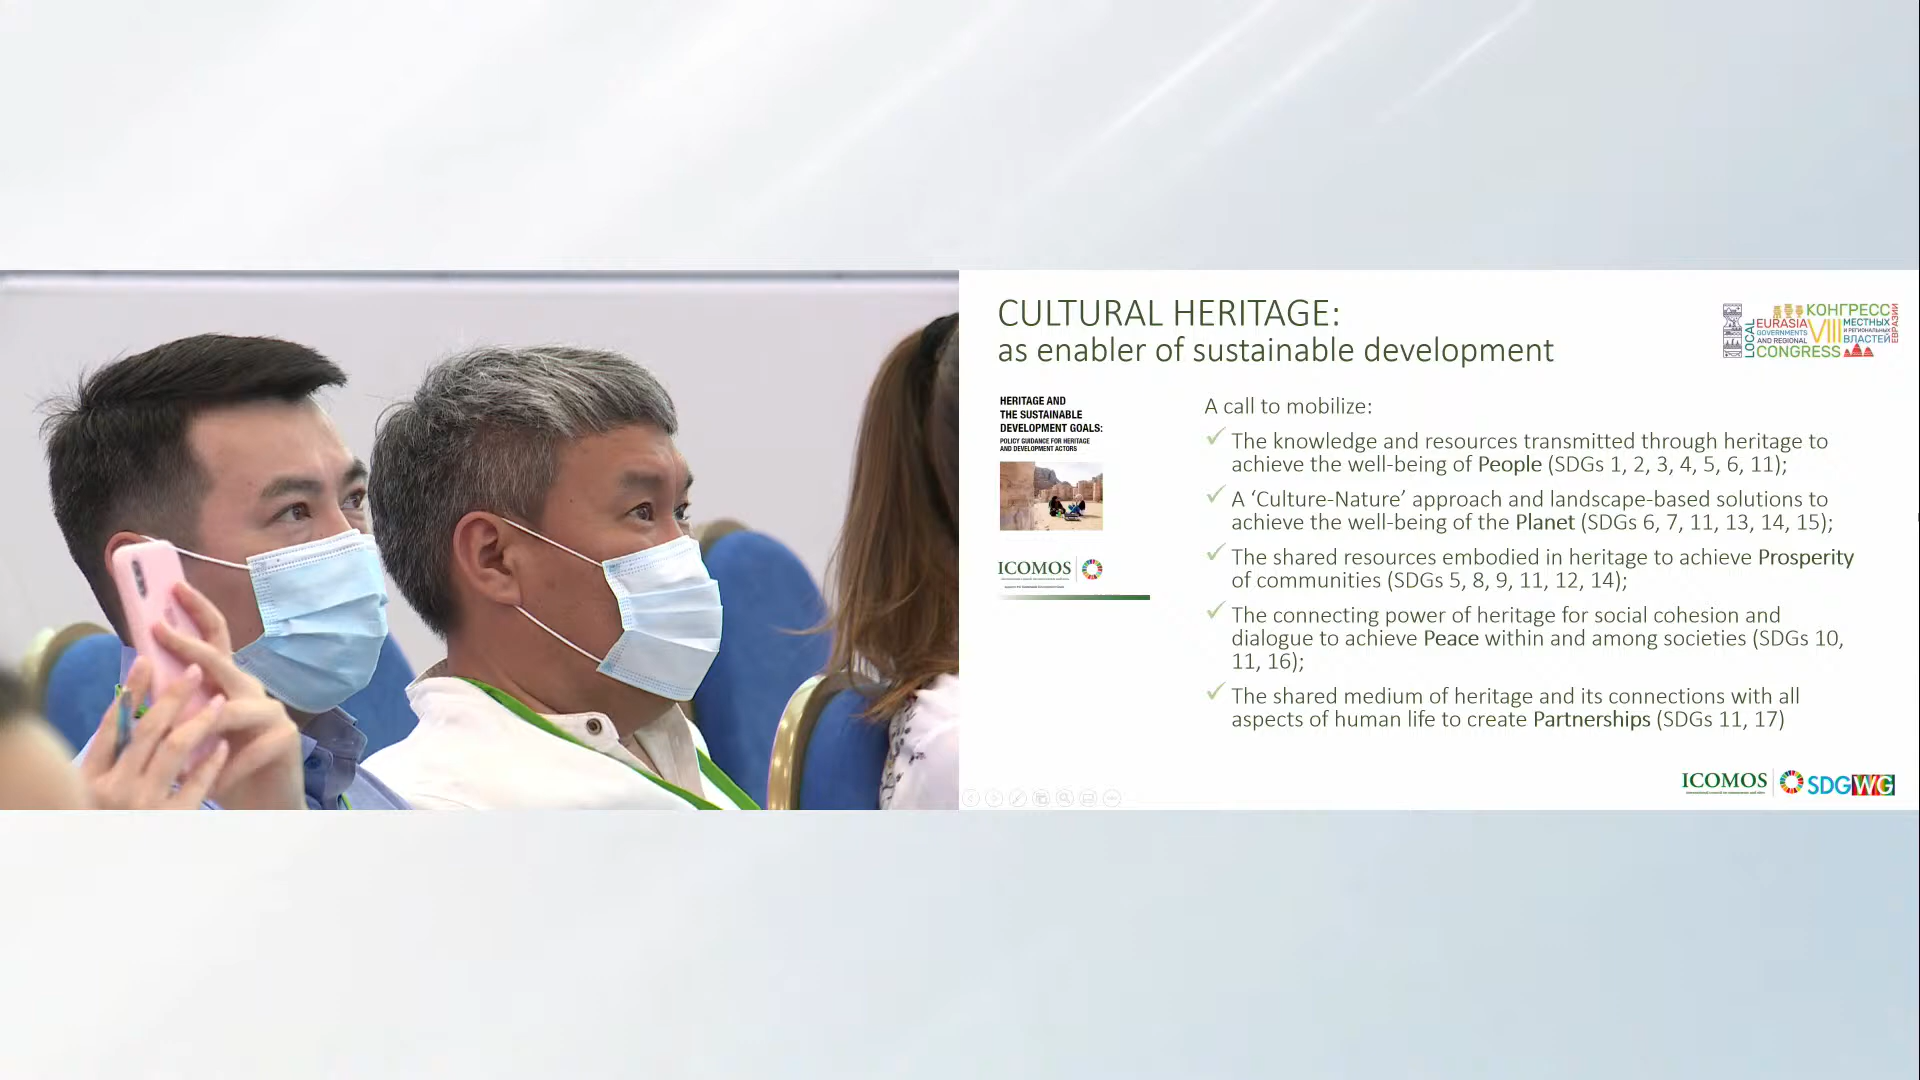 CULTURAL HERITAGE:
as enabler of sustainable development
LOCAL
EURASIA
GOVERNMENTS
AND REGIONAL
CONGRESS
VIII
КОНГРЕСС
МЕСТНЫХ
И РЕГИОНАЛЬНЫХ
ВЛАСТЕЙ
ЕВРАЗИИ
HERITAGE AND
THE SUSTAINABLE
DEVELOPMENT GOALS:
POLICY GUIDANCE FOR HERITAGE
AND DEVELOPMENT ACTORS
ICOMOS
A call to mobilize:
The knowledge and resources transmitted through heritage to
achieve the well-being of People (SDGs 1, 2, 3, 4, 5, 6, 11);
A ‘Culture-Nature’ approach and landscape-based solutions to
achieve the well-being of the Planet (SDGs 6, 7, 11, 13, 14, 15);
The shared resources embodied in heritage to achieve Prosperity
of communities (SDGs 5, 8, 9, 11, 12, 14);
The connecting power of heritage for social cohesion and
dialogue to achieve Peace within and among societies (SDGs 10,
11, 16);
The shared medium of heritage and its connections with all
aspects of human life to create Partnerships (SDGs 11, 17)
ICOMOS
SDGWG